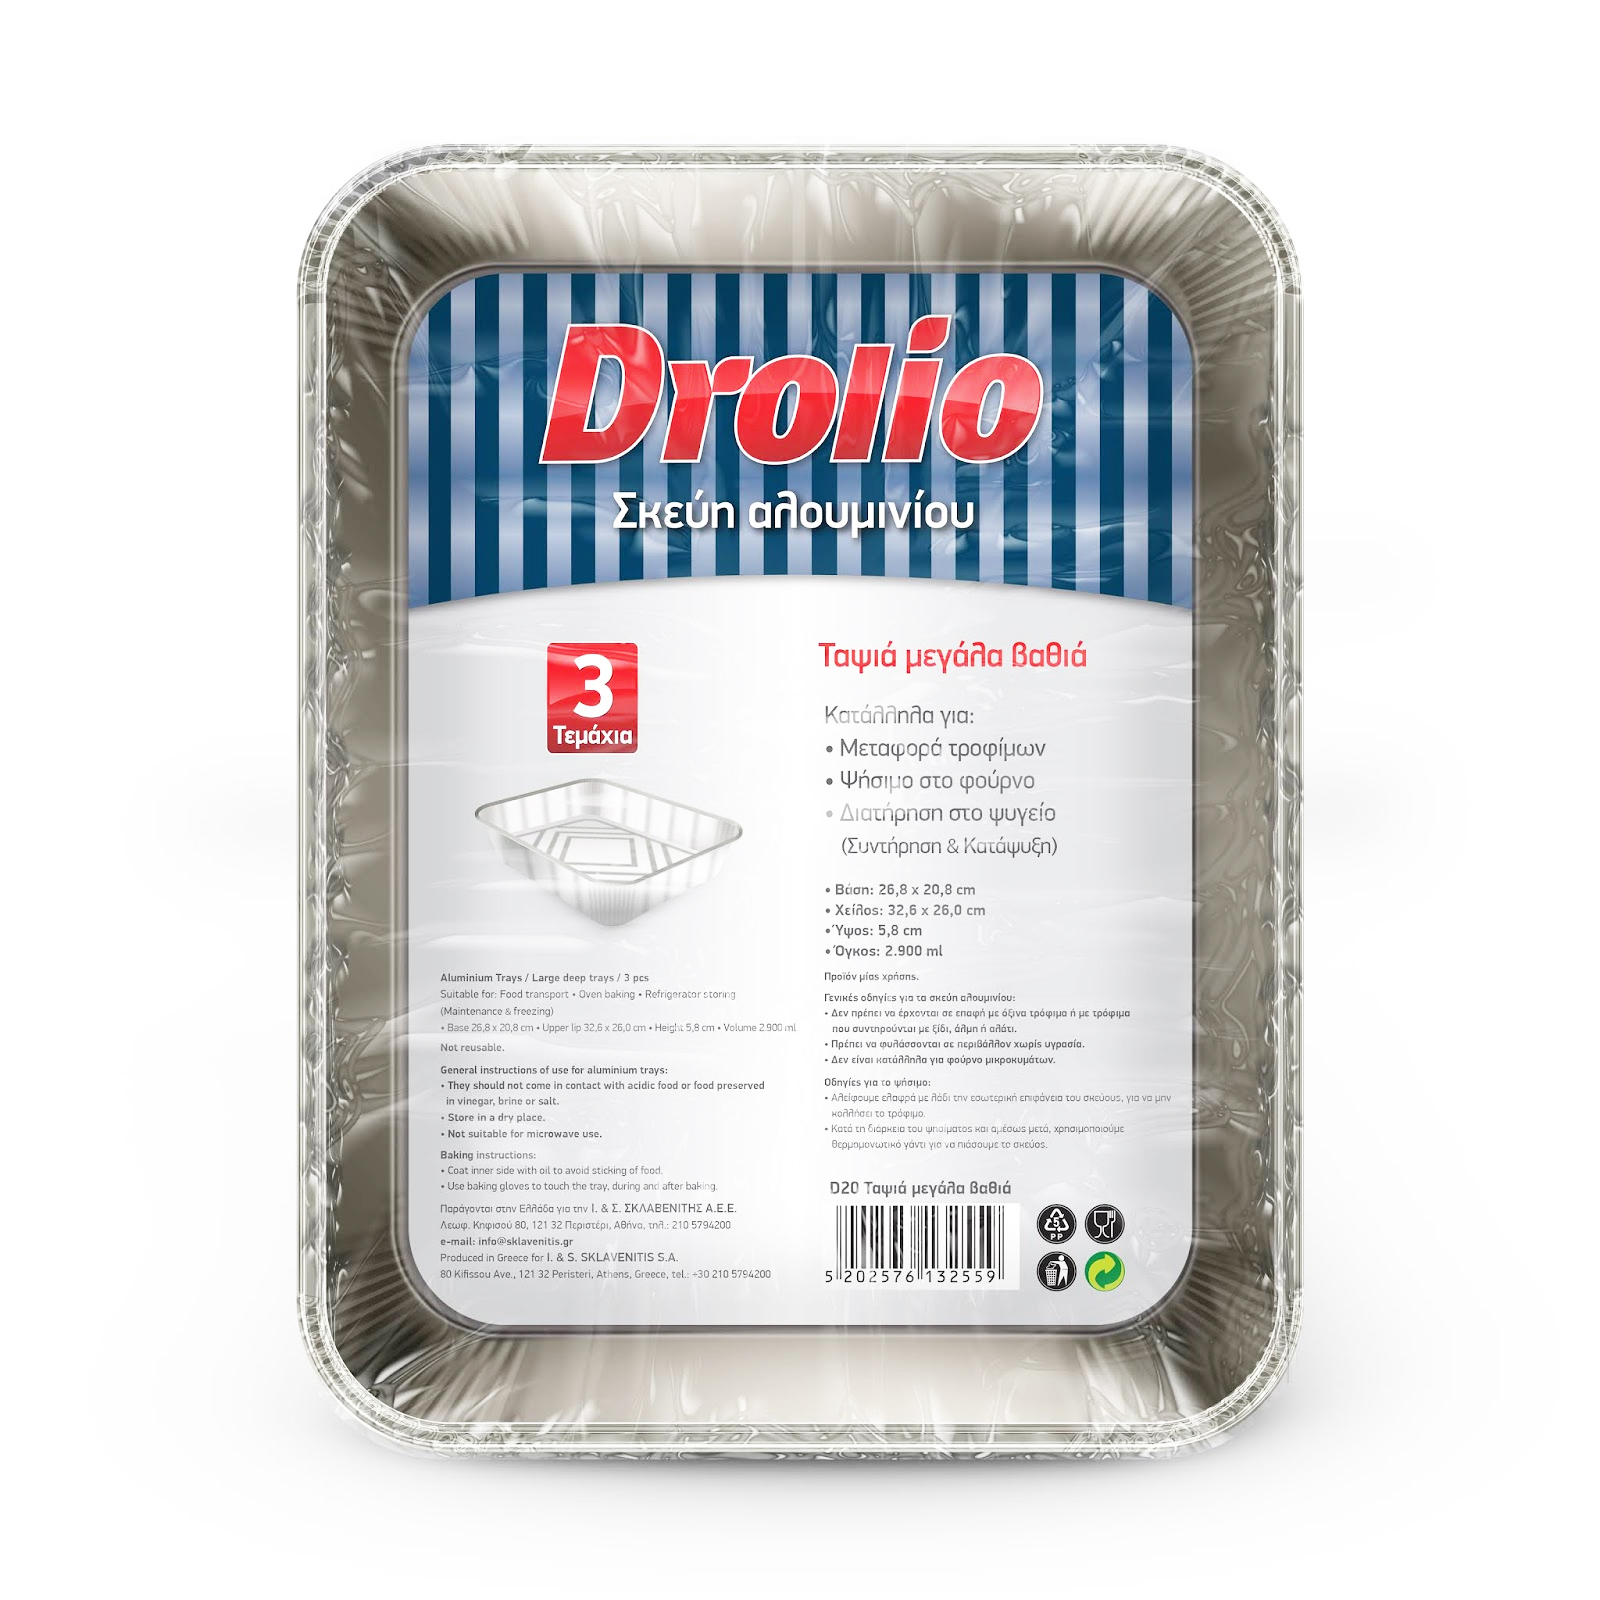 Drolio
Σκεύη αλουμινίου
3
Τεμάχια
Ταψιά μεγάλα βαθιά
Κατάλληλα για:
• Μεταφορά τροφίμων
• Ψήσιμο στο φούρνο
• Διατήρηση στο ψυγείο
(Συντήρηση & Κατάψυξη)
• Βάση: 26,8 x 20,8 cm
• Χείλος: 32,6 x 26,0 cm
• Ύψος: 5,8 cm
• Όγκος: 2.900 ml
Προϊόν μίας χρήσης.
Γενικές οδηγίες για τα σκεύη αλουμινίου:
• Δεν πρέπει να έρχονται σε επαφή με όξινα τρόφιμα ή με τρόφιμα
που συντηρούνται με ξίδι, άλμη ή αλάτι.
• Πρέπει να φυλάσσονται σε περιβάλλον χωρίς υγρασία.
• Δεν είναι κατάλληλα για φούρνο μικροκυμάτων.
Οδηγίες για το ψήσιμο:
• Αλείφουμε ελαφρά με λάδι την εσωτερική επιφάνεια του σκεύους, για να μην
κολλήσει το τρόφιμο.
• Κατά τη διάρκεια του ψησίματος και αμέσως μετά, χρησιμοποιούμε
θερμομονωτικό γάντι για να πιάσουμε το σκεύος.
Aluminium Trays / Large deep trays / 3 pcs
Suitable for: Food transport • Oven baking • Refrigerator storing
(Maintenance & freezing)
• Base 26,8 x 20,8 cm • Upper lip 32,6 x 26,0 cm • Height 5,8 cm • Volume 2.900 ml
Not reusable.
General instructions of use for aluminium trays:
• They should not come in contact with acidic food or food preserved
in vinegar, brine or salt.
• Store in a dry place.
• Not suitable for microwave use.
Baking instructions:
• Coat inner side with oil to avoid sticking of food.
• Use baking gloves to touch the tray, during and after baking.
Παράγονται στην Ελλάδα για την Ι. & Σ. ΣΚΛΑΒΕΝΙΤΗΣ Α.Ε.Ε.
Λεωφ. Κηφισού 80, 121 32 Περιστέρι, Αθήνα, τηλ.: 210 5794200
e-mail: info@sklavenitis.gr
Produced in Greece for I. & S. SKLAVENITIS S.A.
80 Kifissou Ave., 121 32 Peristeri, Athens, Greece, tel.: +30 210 5794200
D20 Ταψιά μεγάλα βαθιά
5 202576 132559
5
PP